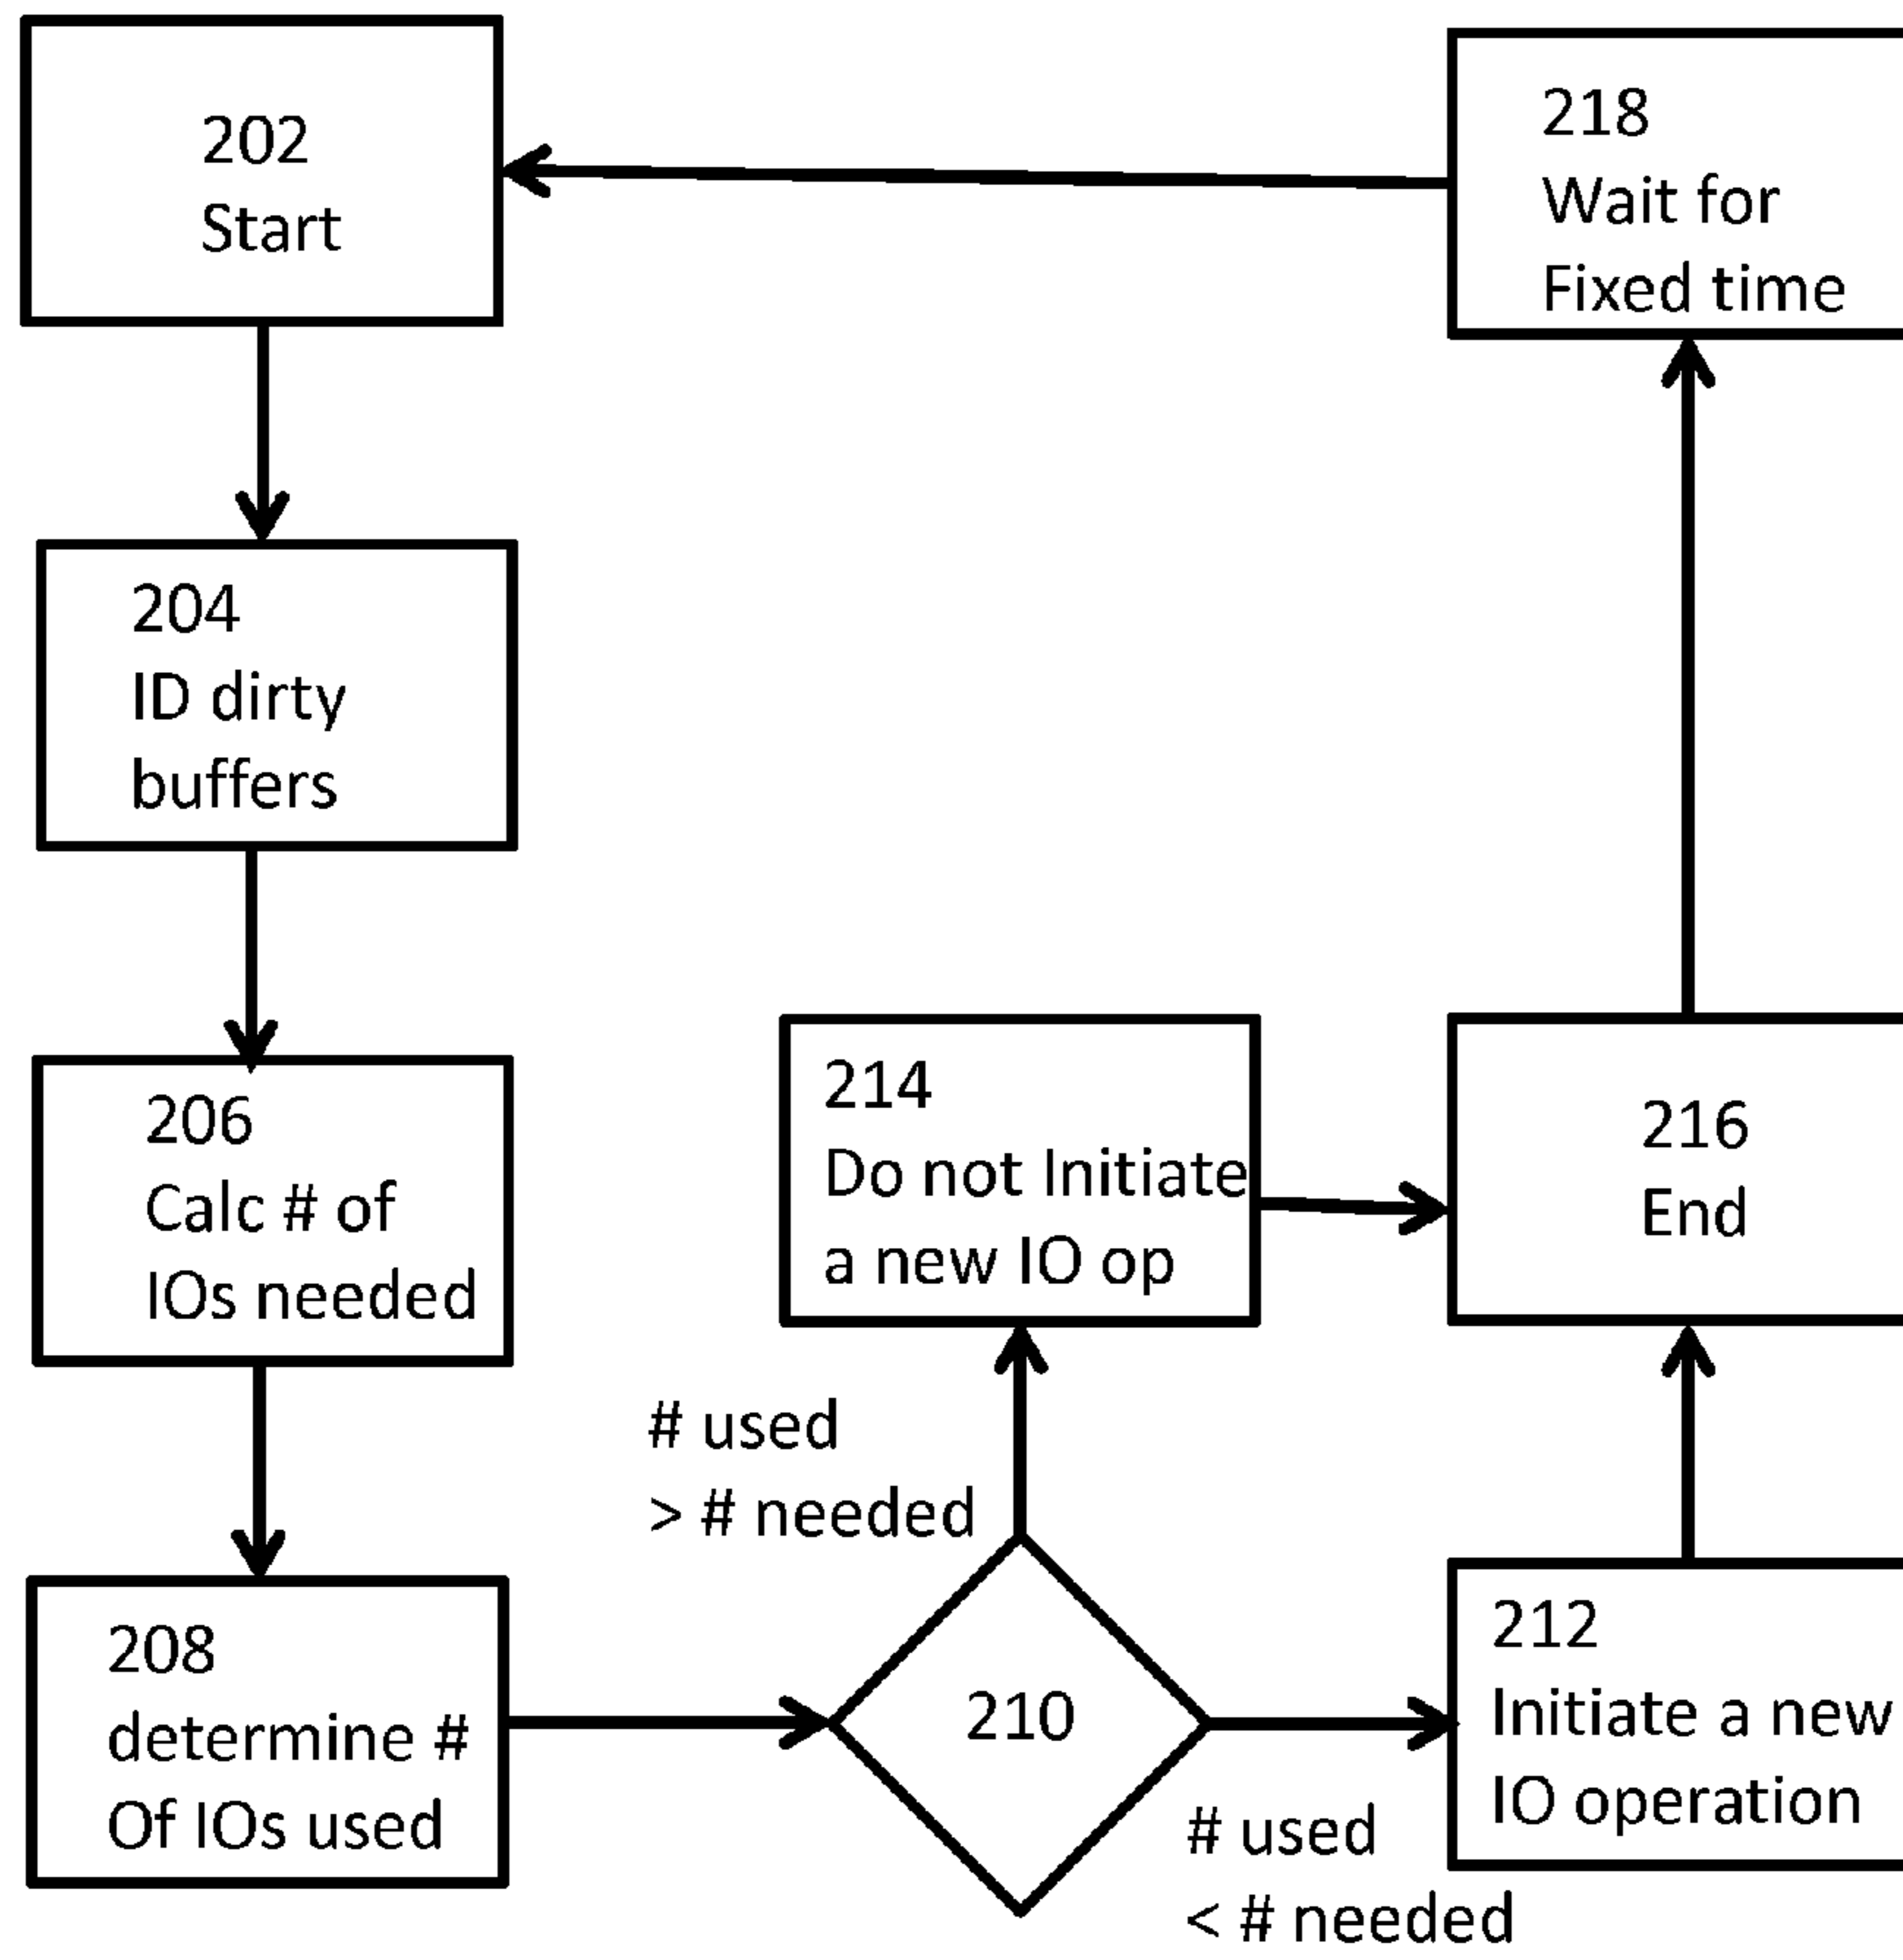 202
Start
218
Wait for
Fixed time
204
ID dirty
buffers
206
Calc # of
IOs needed
214
Do not Initiate
a new IO op
216
End
# used
> # needed
208
determine #
Of IOs used
210
212
Initiate a new
IO operation
# used
< # needed